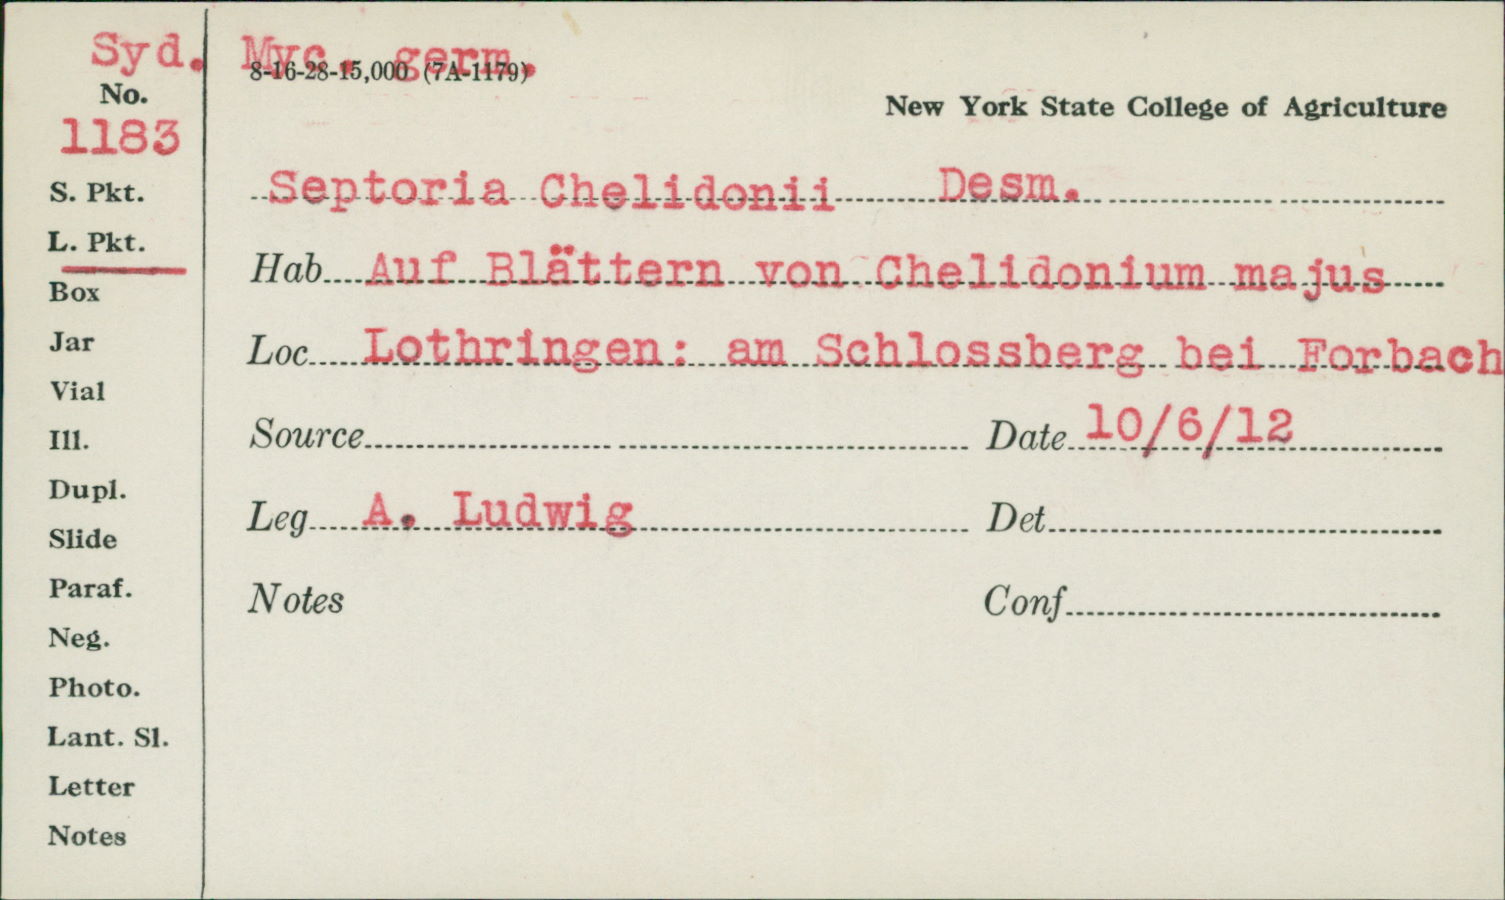 Syd. Myc. germ.
8-16-28-15,000 (7A-1179)
No.
1183
New York State College of Agriculture
S. Pkt.
Septoria Chelidonii Desm.
L. Pkt.
Hab Auf Blättern von Chelidonium majus
Box
Jar
Loc Lothringen: am Schlossberg bei Forbach
Vial
Ill.
Source Date 10/6/12
Dupl.
Leg A. Ludwig Det
Slide
Paraf.
Notes Conf
Neg.
Photo.
Lant. Sl.
Letter
Notes